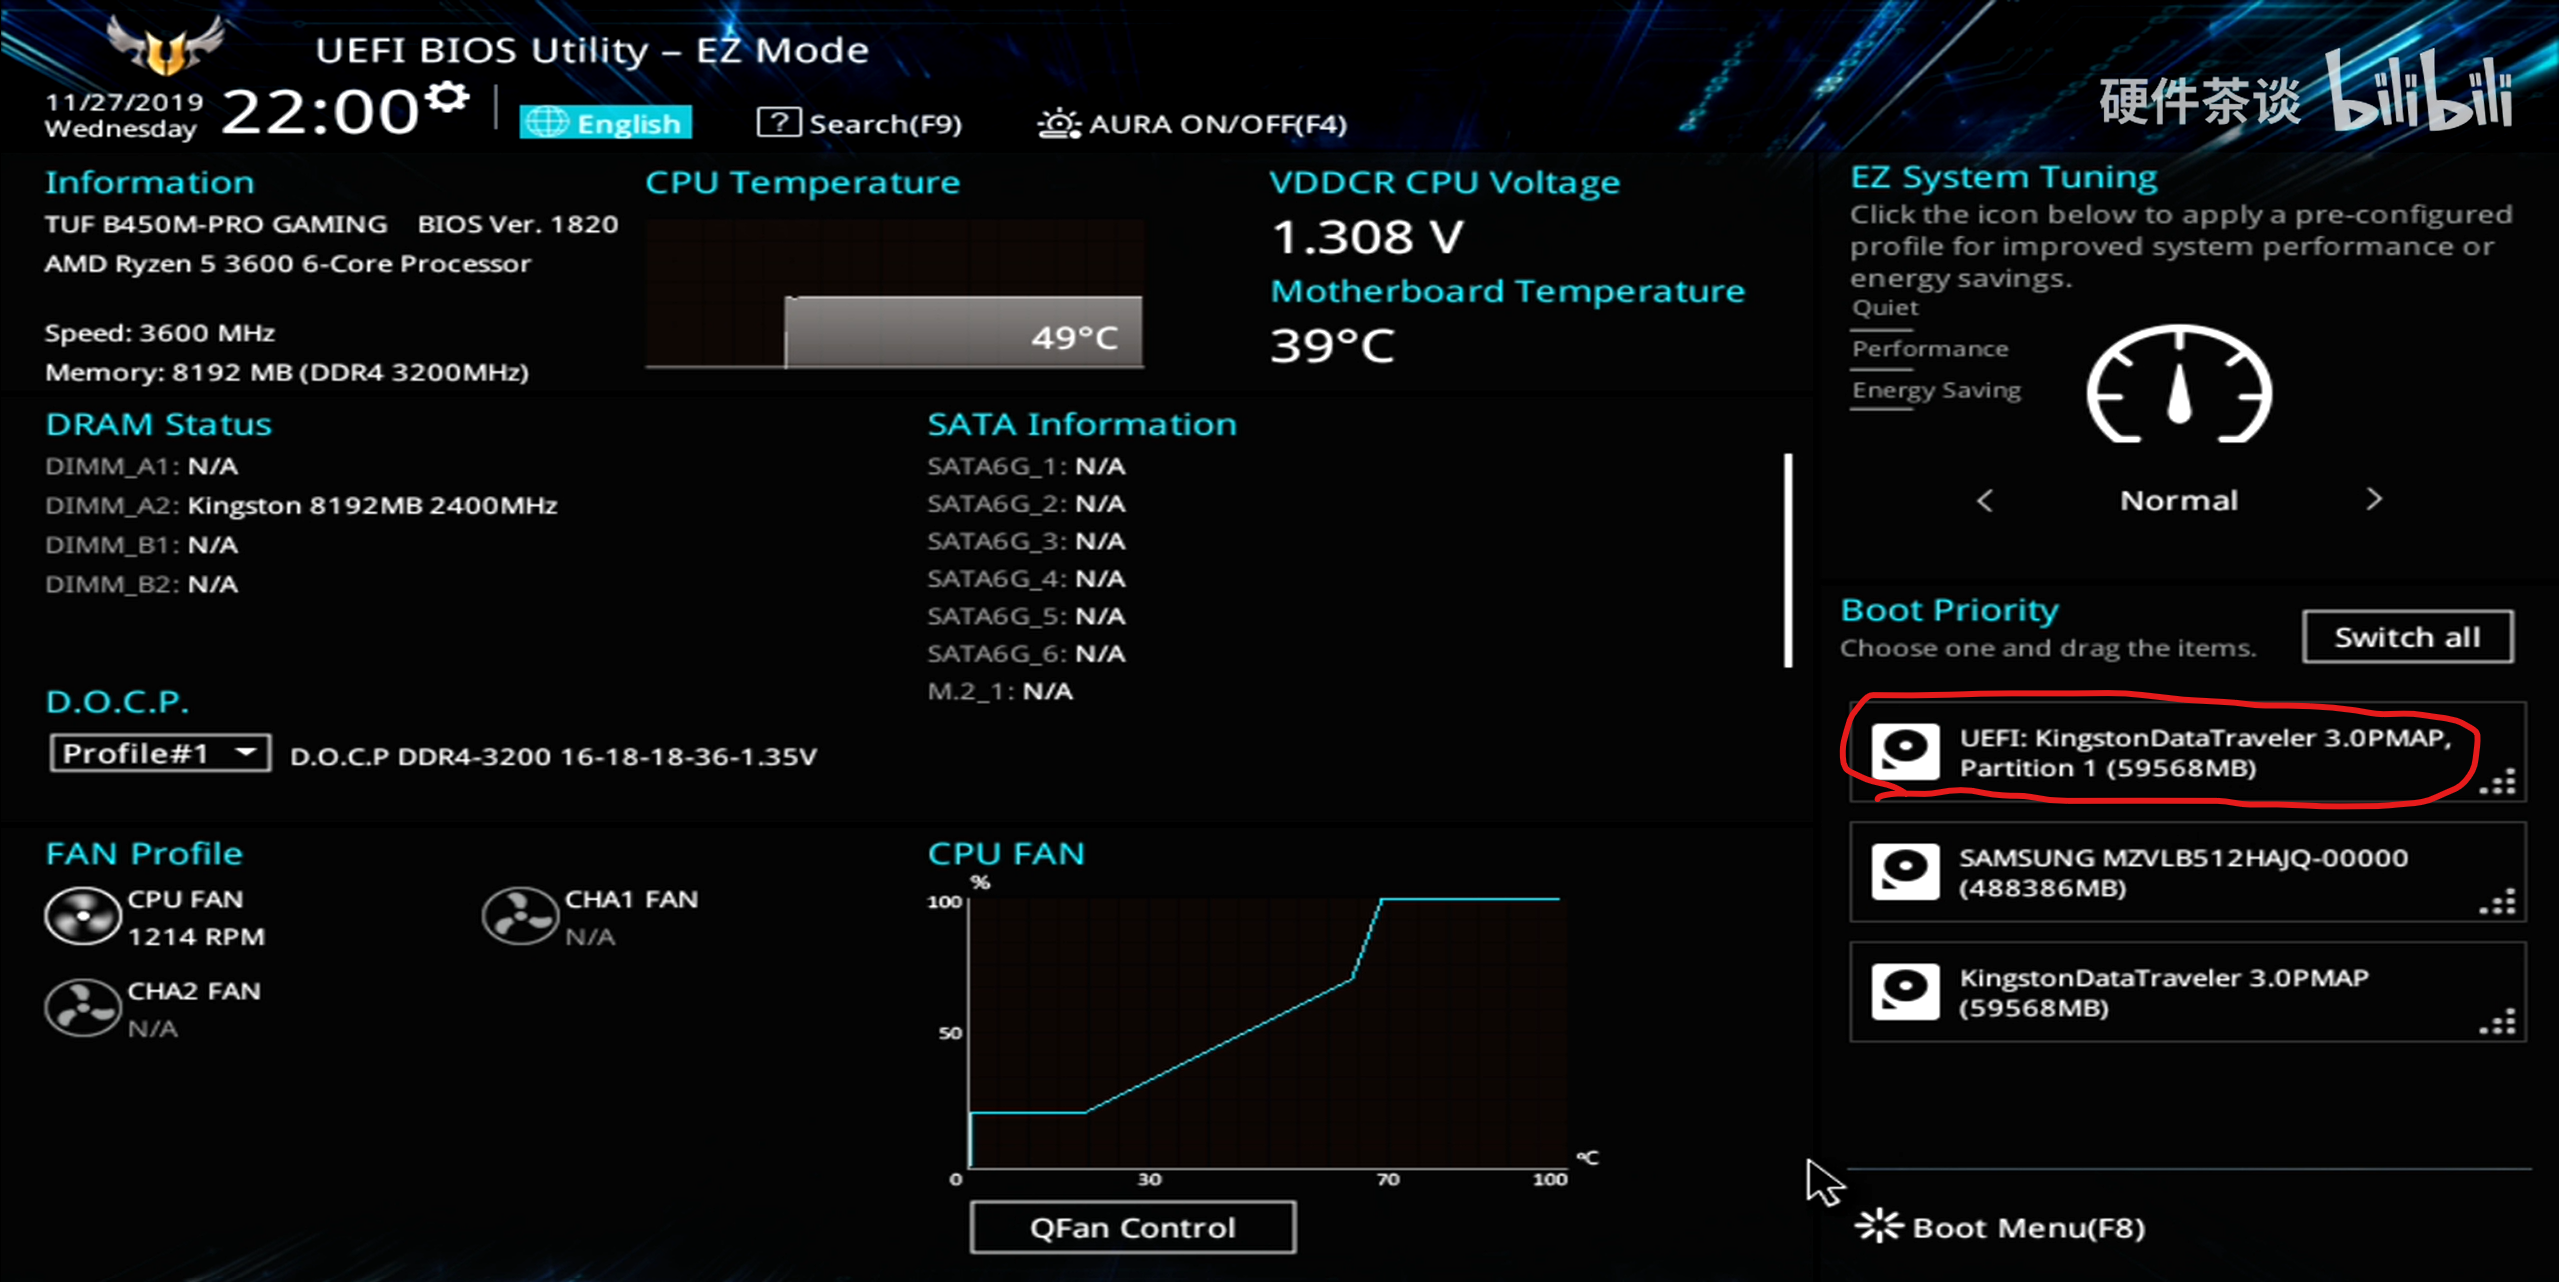 UEFI BIOS Utility – EZ Mode
11/27/2019
Wednesday
22:00
English
? Search(F9)
AURA ON/OFF(F4)
硬件茶谈 bilibili
Information
TUF B450M-PRO GAMING BIOS Ver. 1820
AMD Ryzen 5 3600 6-Core Processor
Speed: 3600 MHz
Memory: 8192 MB (DDR4 3200MHz)
CPU Temperature
49°C
VDDCR CPU Voltage
1.308 V
Motherboard Temperature
39°C
EZ System Tuning
Click the icon below to apply a pre-configured
profile for improved system performance or
energy savings.
Quiet
Performance
Energy Saving
Normal
DRAM Status
DIMM_A1: N/A
DIMM_A2: Kingston 8192MB 2400MHz
DIMM_B1: N/A
DIMM_B2: N/A
SATA Information
SATA6G_1: N/A
SATA6G_2: N/A
SATA6G_3: N/A
SATA6G_4: N/A
SATA6G_5: N/A
SATA6G_6: N/A
M.2_1: N/A
D.O.C.P.
Profile#1
D.O.C.P DDR4-3200 16-18-18-36-1.35V
Boot Priority
Choose one and drag the items.
Switch all
UEFI: KingstonDataTraveler 3.0PMAP,
Partition 1 (59568MB)
SAMSUNG MZVLB512HAJQ-00000
(488386MB)
KingstonDataTraveler 3.0PMAP
(59568MB)
FAN Profile
CPU FAN
1214 RPM
CHA1 FAN
N/A
CHA2 FAN
N/A
CPU FAN
%
100
50
0
30
70
100
°C
QFan Control
Boot Menu(F8)